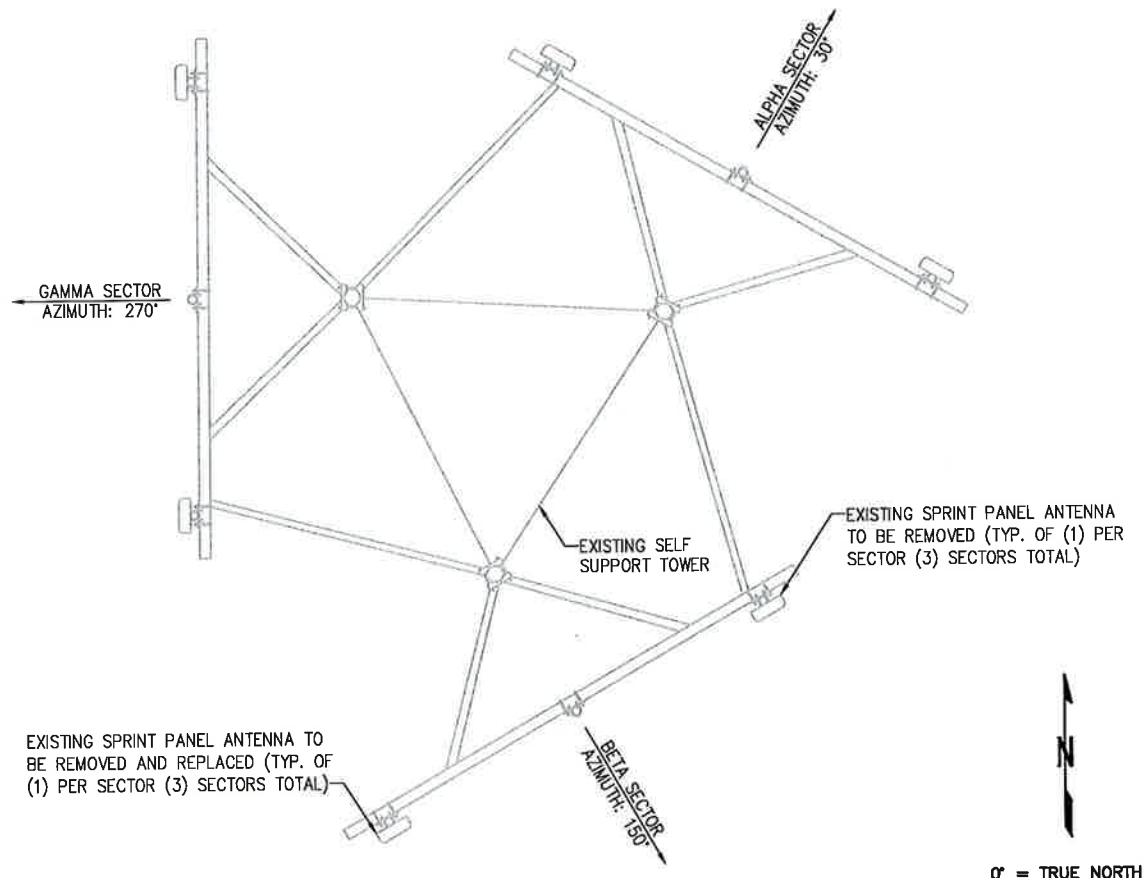 ALPHA SECTOR
AZIMUTH: 30°
GAMMA SECTOR
AZIMUTH: 270°
EXISTING SELF
SUPPORT TOWER
EXISTING SPRINT PANEL ANTENNA
TO BE REMOVED (TYP. OF (1) PER
SECTOR (3) SECTORS TOTAL)
EXISTING SPRINT PANEL ANTENNA TO
BE REMOVED AND REPLACED (TYP. OF
(1) PER SECTOR (3) SECTORS TOTAL)
BETA SECTOR
AZIMUTH: 150°
N
0° = TRUE NORTH